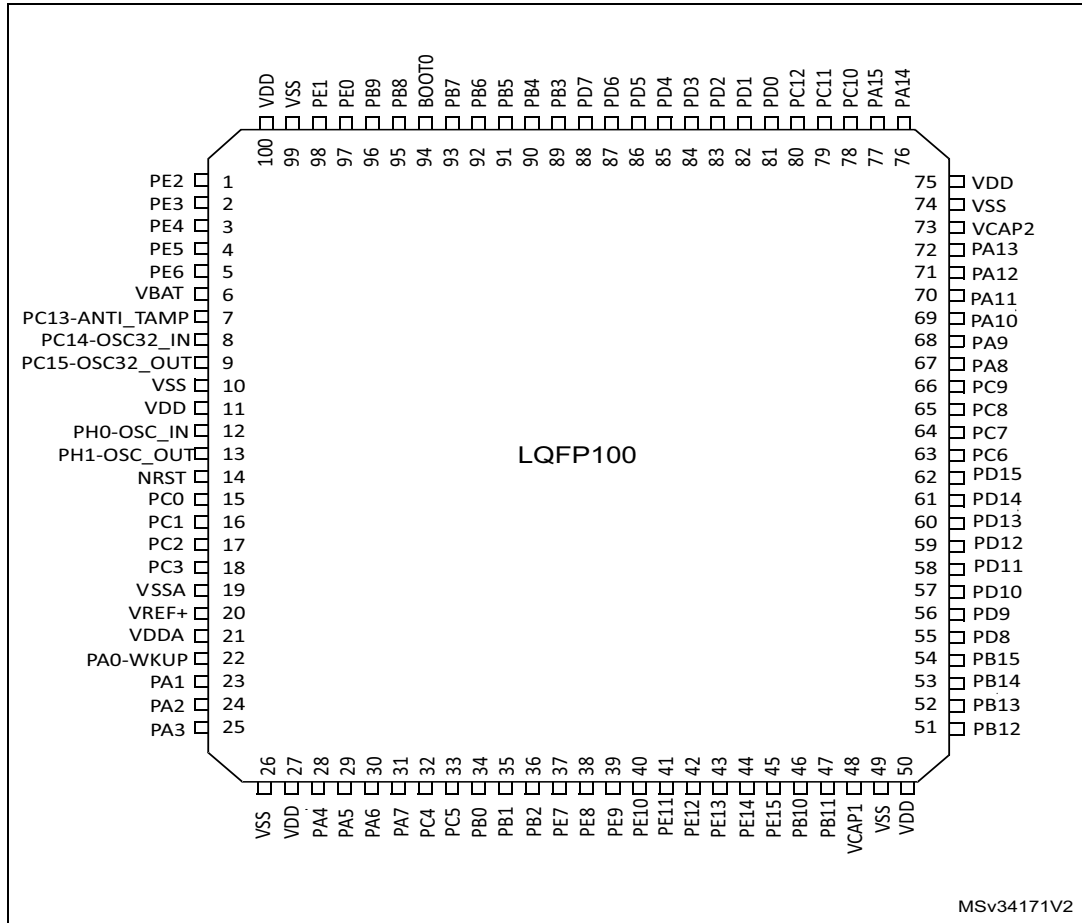 VDD VSS PE1 PE0 PB9 PB8 BOOT0 PB7 PB6 PB5 PB4 PB3 PD7 PD6 PD5 PD4 PD3 PD2 PD1 PD0 PC12 PC11 PC10 PA15 PA14
100 99 98 97 96 95 94 93 92 91 90 89 88 87 86 85 84 83 82 81 80 79 78 77 76
PE2 1 75 VDD
PE3 2 74 VSS
PE4 3 73 VCAP2
PE5 4 72 PA13
PE6 5 71 PA12
VBAT 6 70 PA11
PC13-ANTI_TAMP 7 69 PA10
PC14-OSC32_IN 8 68 PA9
PC15-OSC32_OUT 9 67 PA8
VSS 10 66 PC9
VDD 11 65 PC8
PH0-OSC_IN 12 64 PC7
PH1-OSC_OUT 13 LQFP100 63 PC6
NRST 14 62 PD15
PC0 15 61 PD14
PC1 16 60 PD13
PC2 17 59 PD12
PC3 18 58 PD11
VSSA 19 57 PD10
VREF+ 20 56 PD9
VDDA 21 55 PD8
PA0-WKUP 22 54 PB15
PA1 23 53 PB14
PA2 24 52 PB13
PA3 25 51 PB12
26 27 28 29 30 31 32 33 34 35 36 37 38 39 40 41 42 43 44 45 46 47 48 49 50
VSS VDD PA4 PA5 PA6 PA7 PC4 PC5 PB0 PB1 PB2 PE7 PE8 PE9 PE10 PE11 PE12 PE13 PE14 PE15 PB10 PB11 VCAP1 VSS VDD
MSv34171V2